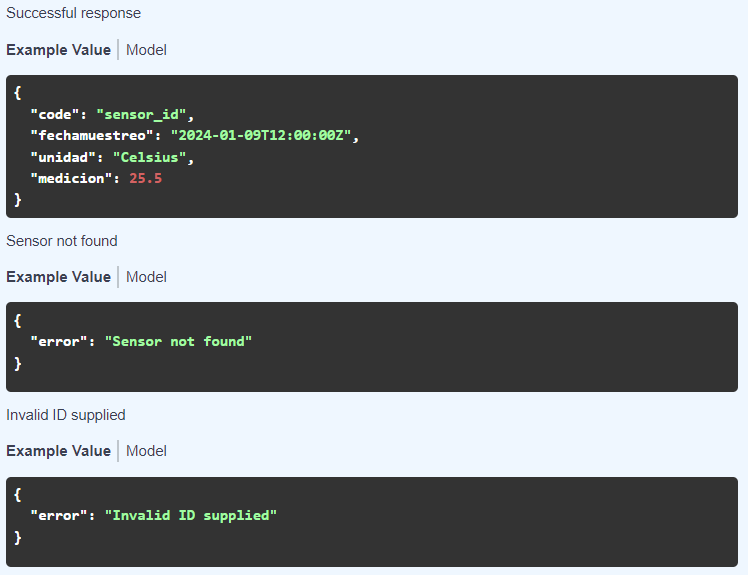 Successful response
Example Value | Model
{
  "code": "sensor_id",
  "fechamuestreo": "2024-01-09T12:00:00Z",
  "unidad": "Celsius",
  "medicion": 25.5
}
Sensor not found
Example Value | Model
{
  "error": "Sensor not found"
}
Invalid ID supplied
Example Value | Model
{
  "error": "Invalid ID supplied"
}